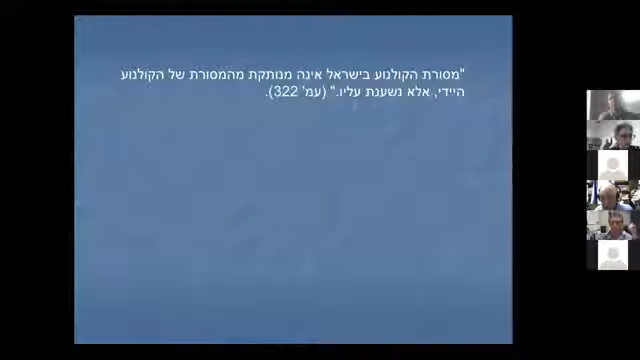 "מסורת הקולנוע בישראל אינה מנותקת מהמסורת של הקולנוע
היידי, אלא נשענת עליו." (עמ' 322).